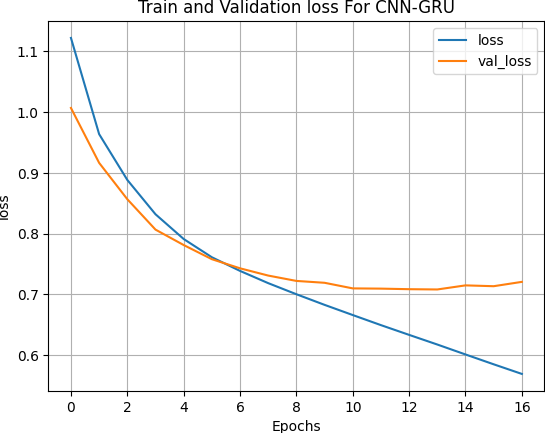 Train and Validation loss For CNN-GRU
loss
val_loss
1.1
1.0
0.9
0.8
0.7
0.6
loss
0 2 4 6 8 10 12 14 16
Epochs